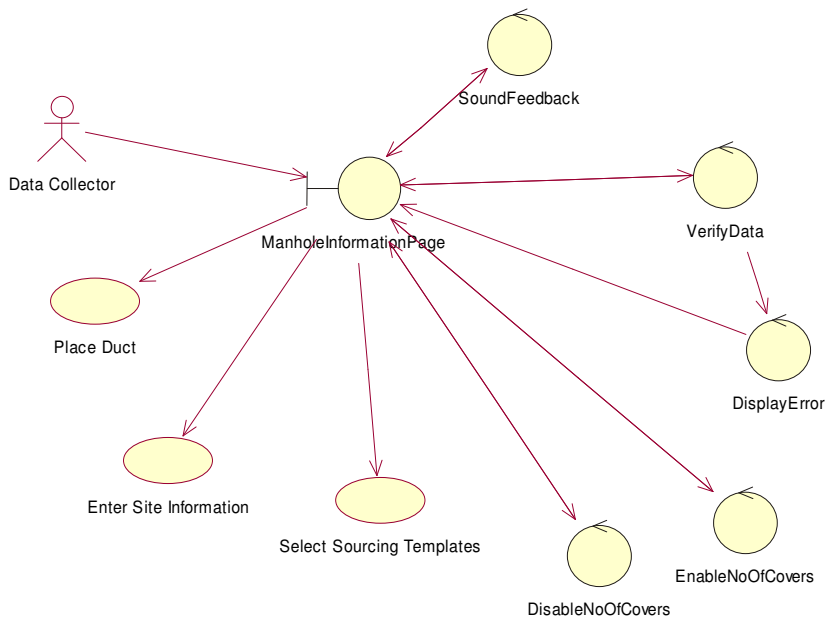 SoundFeedback
Data Collector
VerifyData
ManholeInformationPage
Place Duct
DisplayError
Enter Site Information
Select Sourcing Templates
EnableNoOfCovers
DisableNoOfCovers